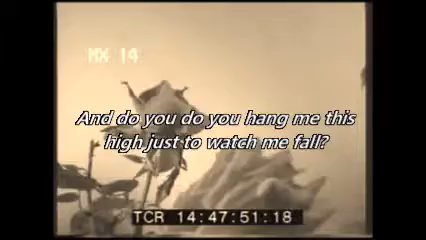 MX 14
And do you do you hang me this
high just to watch me fall?
TCR 14:47:51:18